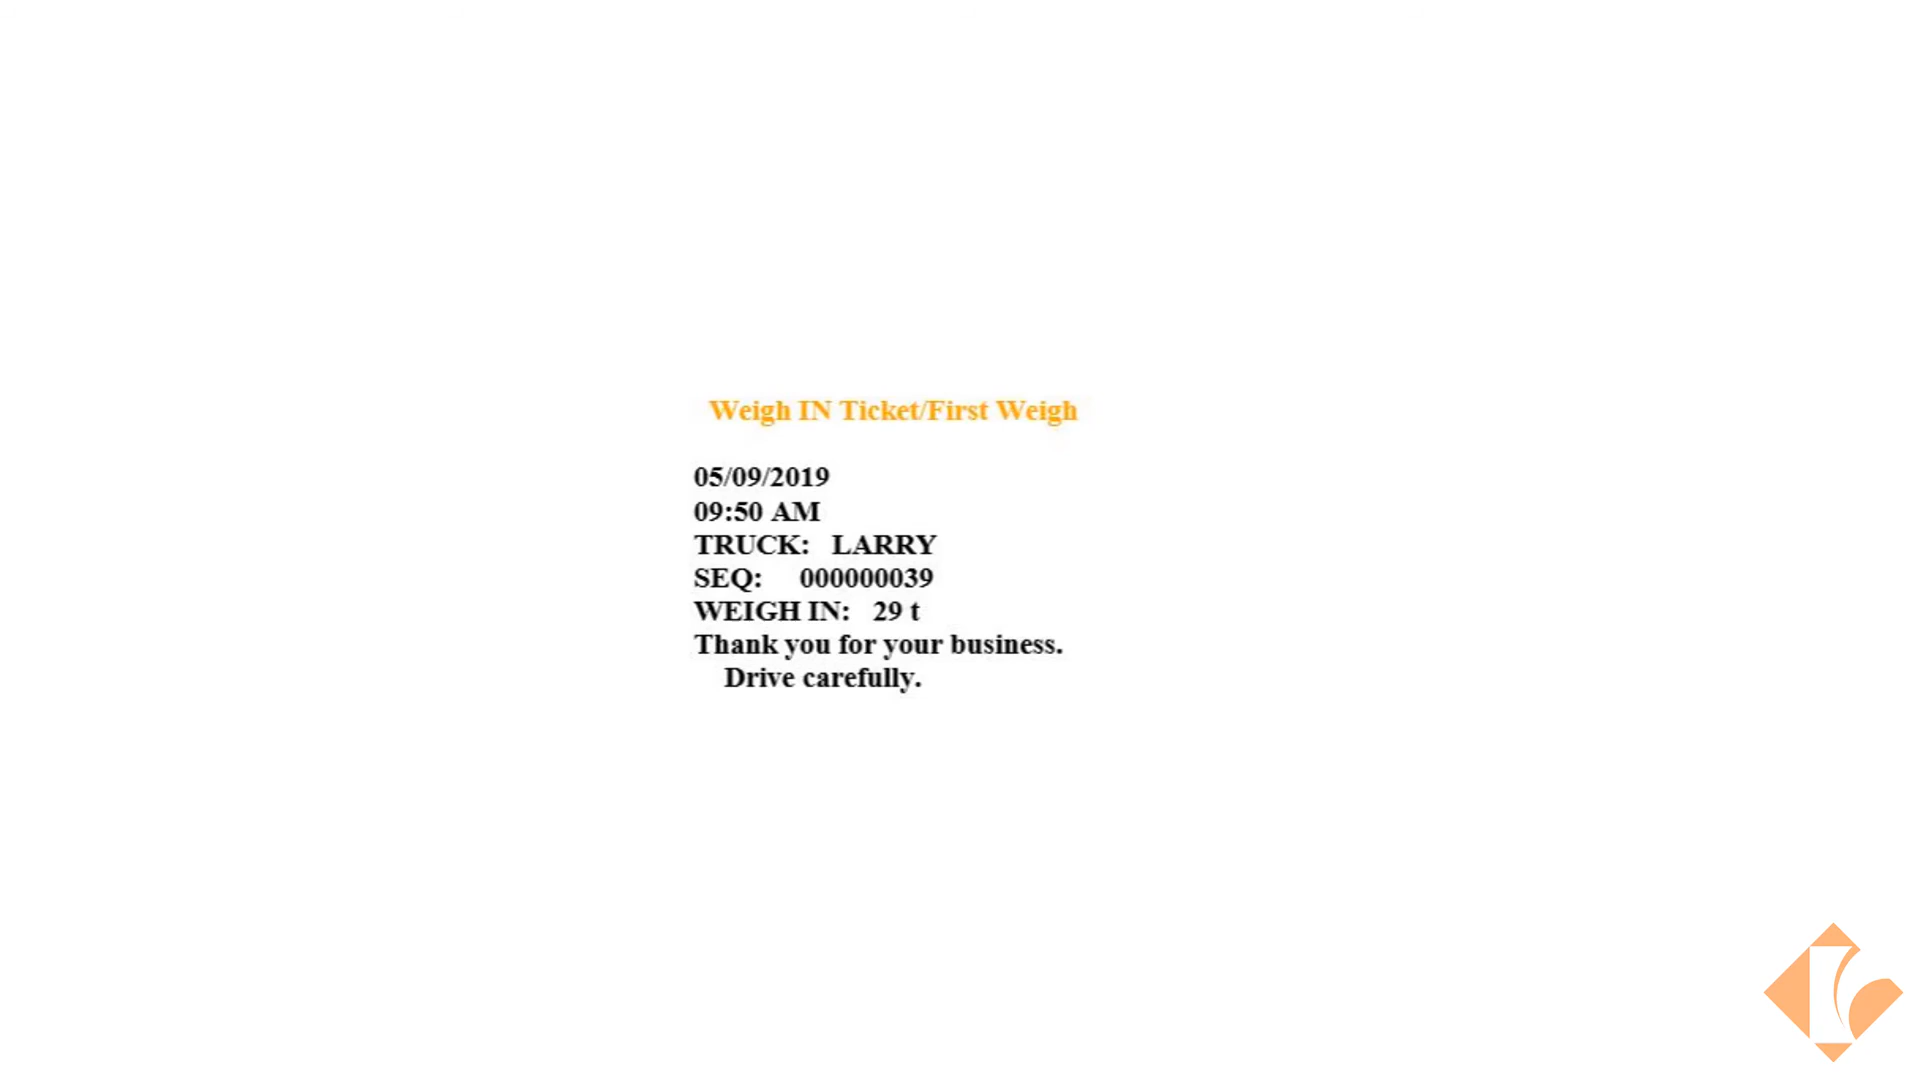 Weigh IN Ticket/First Weigh
05/09/2019
09:50 AM
TRUCK: LARRY
SEQ: 000000039
WEIGH IN: 29 t
Thank you for your business.
Drive carefully.